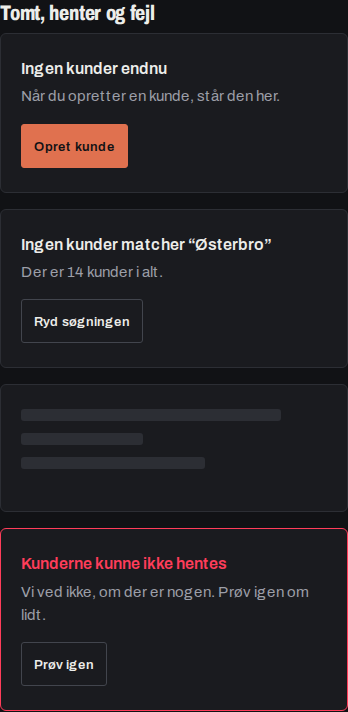 Tomt, henter og fejl
Ingen kunder endnu
Når du opretter en kunde, står den her.
Opret kunde
Ingen kunder matcher “Østerbro”
Der er 14 kunder i alt.
Ryd søgningen
Kunderne kunne ikke hentes
Vi ved ikke, om der er nogen. Prøv igen om
lidt.
Prøv igen